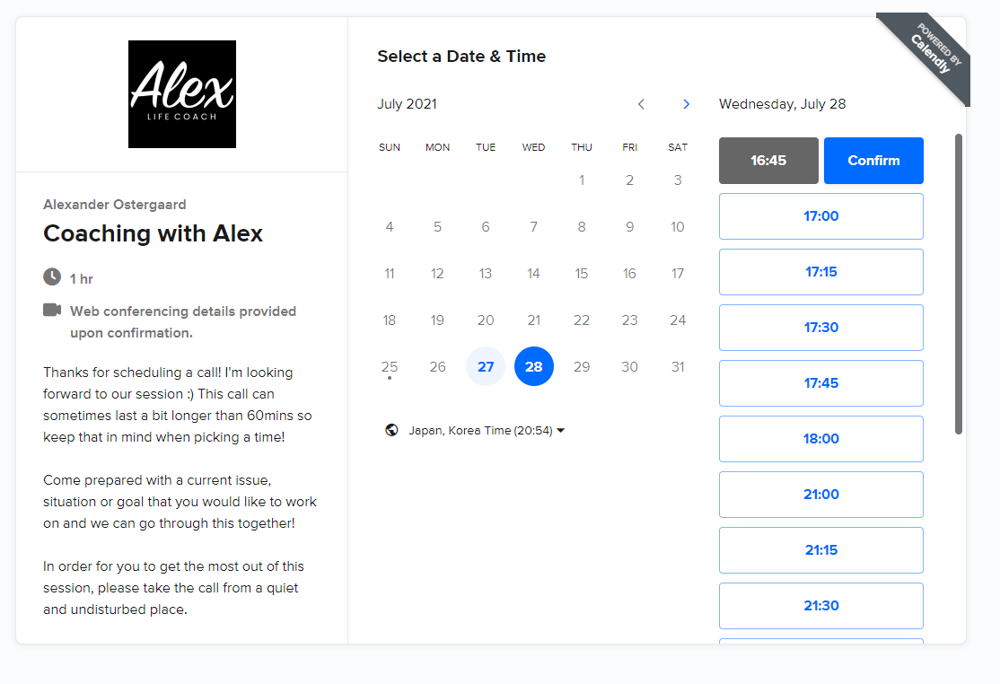 Alex
LIFE COACH
Alexander Ostergaard
Coaching with Alex
1 hr
Web conferencing details provided
upon confirmation.
Thanks for scheduling a call! I'm looking
forward to our session :) This call can
sometimes last a bit longer than 60mins so
keep that in mind when picking a time!
Come prepared with a current issue,
situation or goal that you would like to work
on and we can go through this together!
In order for you to get the most out of this
session, please take the call from a quiet
and undisturbed place.
Select a Date & Time
July 2021
SUN MON TUE WED THU FRI SAT
1 2 3
4 5 6 7 8 9 10
11 12 13 14 15 16 17
18 19 20 21 22 23 24
25 26 27 28 29 30 31
Japan, Korea Time (20:54)
POWERED BY
Calendly
Wednesday, July 28
16:45 Confirm
17:00
17:15
17:30
17:45
18:00
21:00
21:15
21:30